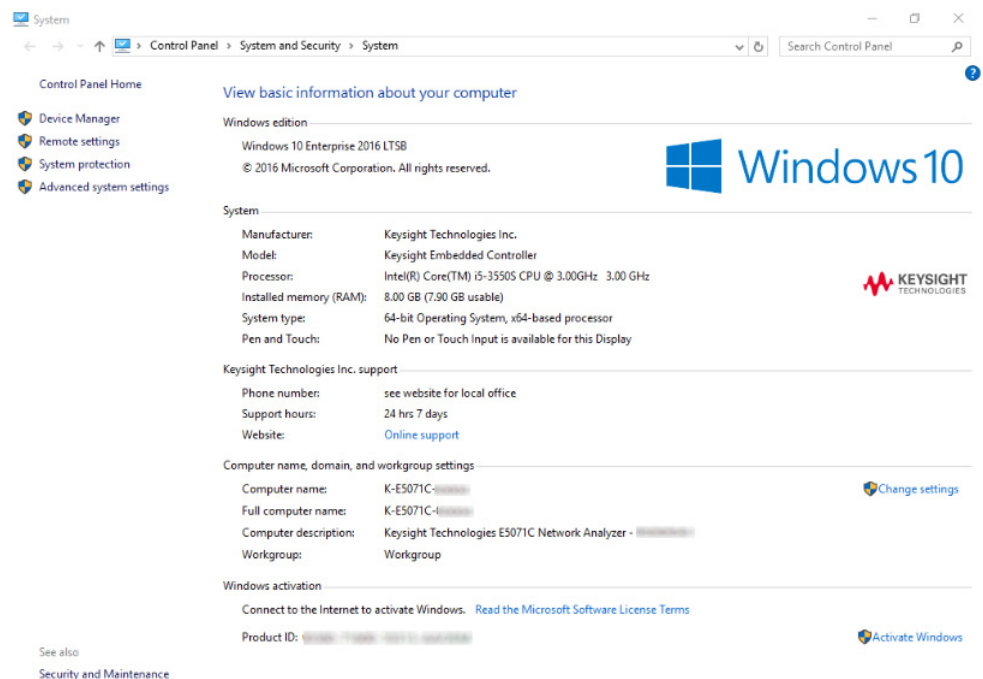 System
Control Panel > System and Security > System
Search Control Panel
Control Panel Home
Device Manager
Remote settings
System protection
Advanced system settings
See also
Security and Maintenance
?
View basic information about your computer
Windows edition
Windows 10 Enterprise 2016 LTSB
© 2016 Microsoft Corporation. All rights reserved.
Windows 10
System
Manufacturer: Keysight Technologies Inc.
Model: Keysight Embedded Controller
Processor: Intel(R) Core(TM) i5-3550S CPU @ 3.00GHz 3.00 GHz
Installed memory (RAM): 8.00 GB (7.90 GB usable)
System type: 64-bit Operating System, x64-based processor
Pen and Touch: No Pen or Touch Input is available for this Display
KEYSIGHT
TECHNOLOGIES
Keysight Technologies Inc. support
Phone number: see website for local office
Support hours: 24 hrs 7 days
Website: Online support
Computer name, domain, and workgroup settings
Computer name: K-E5071C-
Full computer name: K-E5071C-
Computer description: Keysight Technologies E5071C Network Analyzer -
Workgroup: Workgroup
Change settings
Windows activation
Connect to the Internet to activate Windows. Read the Microsoft Software License Terms
Product ID:
Activate Windows